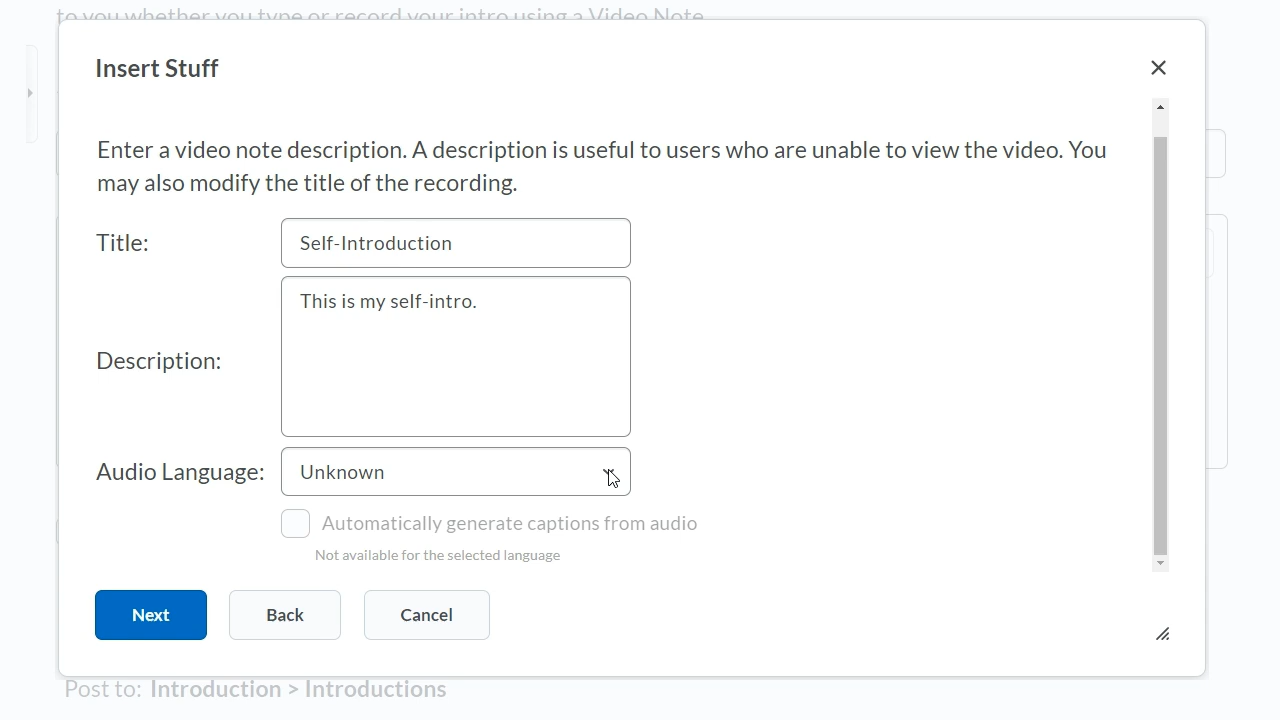 to you whether you type or record your intro using a Video Note
Insert Stuff
Enter a video note description. A description is useful to users who are unable to view the video. You
may also modify the title of the recording.
Title:
Self-Introduction
This is my self-intro.
Description:
Audio Language:
Unknown
Automatically generate captions from audio
Not available for the selected language
Next
Back
Cancel
Post to: Introduction > Introductions